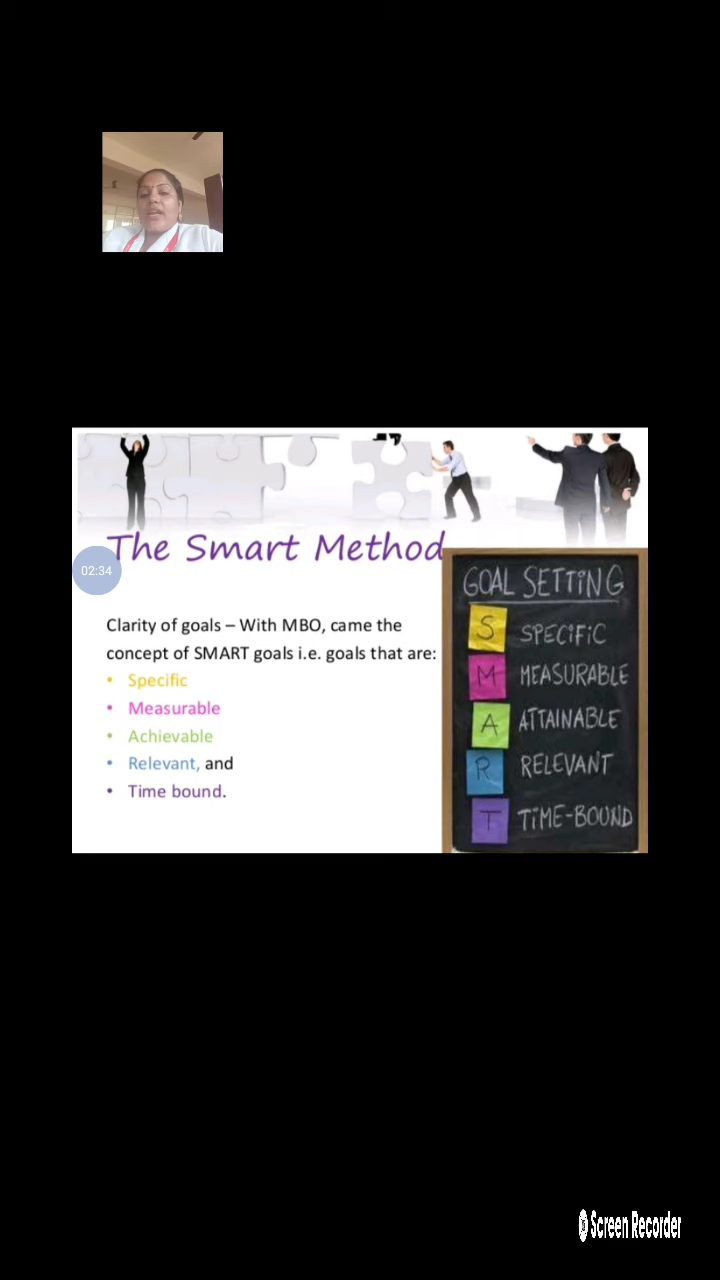 The Smart Method
02:34
Clarity of goals – With MBO, came the
concept of SMART goals i.e. goals that are:
• Specific
• Measurable
• Achievable
• Relevant, and
• Time bound.
GOAL SETTING
S SPECIFIC
M MEASURABLE
A ATTAINABLE
R RELEVANT
T TIME-BOUND
Screen Recorder